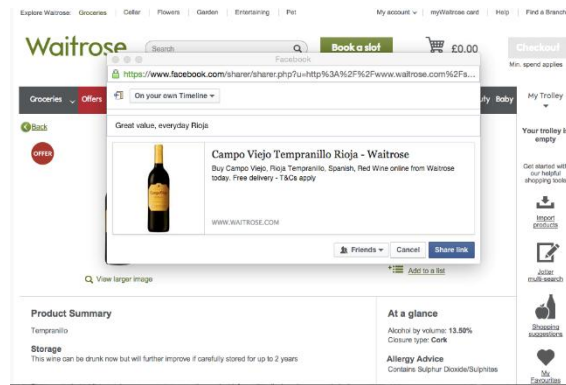 Explore Waitrose: Groceries Cellar Flowers Garden Entertaining Pet My account myWaitrose card Help Find a Branch
Waitrose Search Book a slot £0.00 Checkout
Min. spend applies
Facebook
https://www.facebook.com/sharer/sharer.php?u=http%3A%2F%2Fwww.waitrose.com%2Fs...
Groceries Offers Baby My Trolley
On your own Timeline
Back
Great value, everyday Rioja
Your trolley is
empty
OFFER
Campo Viejo Tempranillo Rioja - Waitrose
Buy Campo Viejo, Rioja Tempranillo, Spanish, Red Wine online from Waitrose
today. Free delivery - T&Cs apply
WWW.WAITROSE.COM
Get started with
our helpful
shopping tools
Import
products
Friends Cancel Share link
Add to a list
View larger image
Jotter
multi-search
Product Summary
Tempranillo
Storage
This wine can be drunk now but will further improve if carefully stored for up to 2 years
At a glance
Alcohol by volume: 13.50%
Closure type: Cork
Allergy Advice
Contains Sulphur Dioxide/Sulphites
Shopping
suggestions
My
Favourites